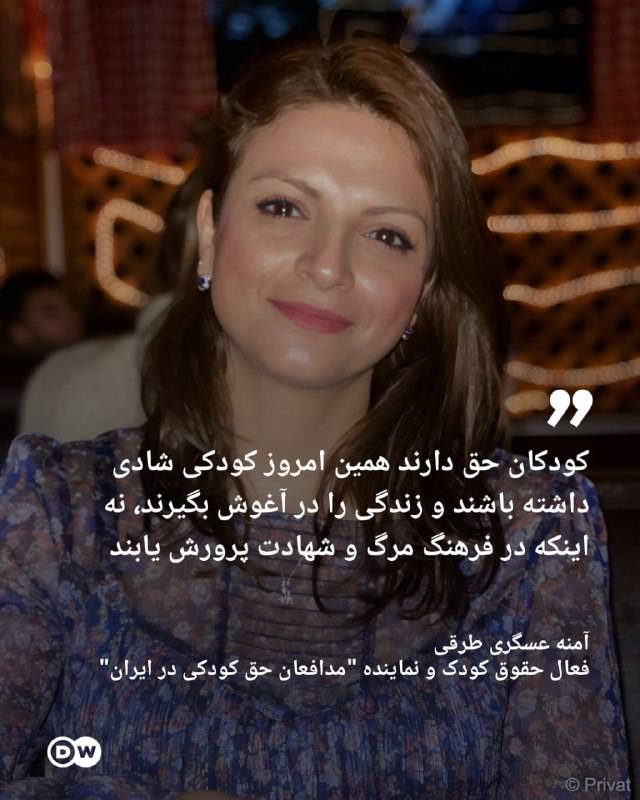 کودکان حق دارند همین امروز کودکی شادی
داشته باشند و زندگی را در آغوش بگیرند، نه
اینکه در فرهنگ مرگ و شهادت پرورش یابند
آمنه عسگری طرقی
فعال حقوق کودک و نماینده "مدافعان حق کودکی در ایران"
DW
© Privat